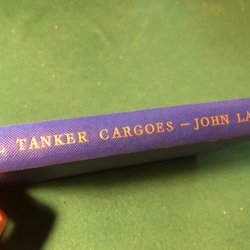 TANKER CARGOES — JOHN